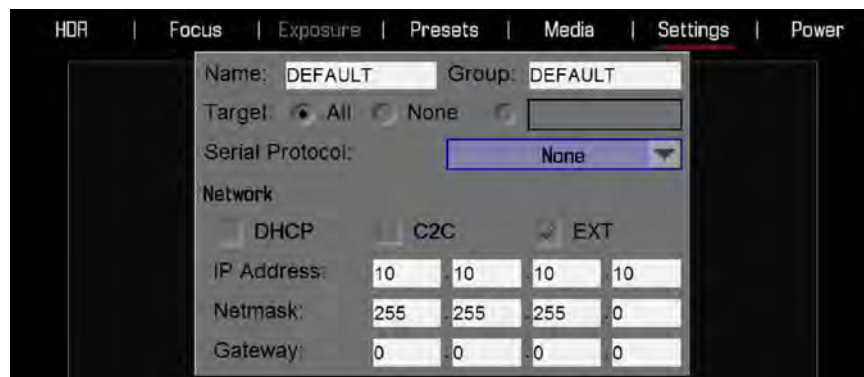 HDR | Focus | Exposure | Presets | Media | Settings | Power
Name: DEFAULT Group: DEFAULT
Target: All None
Serial Protocol: None
Network
DHCP C2C EXT
IP Address: 10 . 10 . 10 . 10
Netmask: 255 . 255 . 255 . 0
Gateway: 0 . 0 . 0 . 0